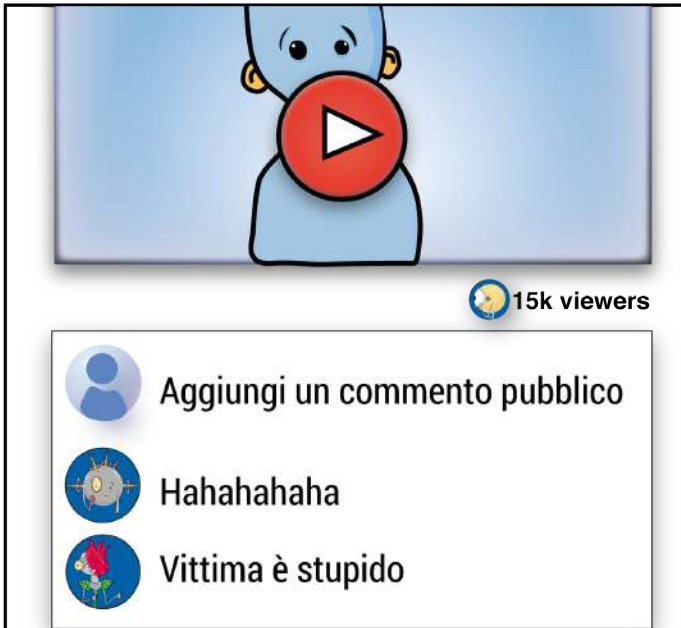 15k viewers
Aggiungi un commento pubblico
Hahahahaha
Vittima è stupido